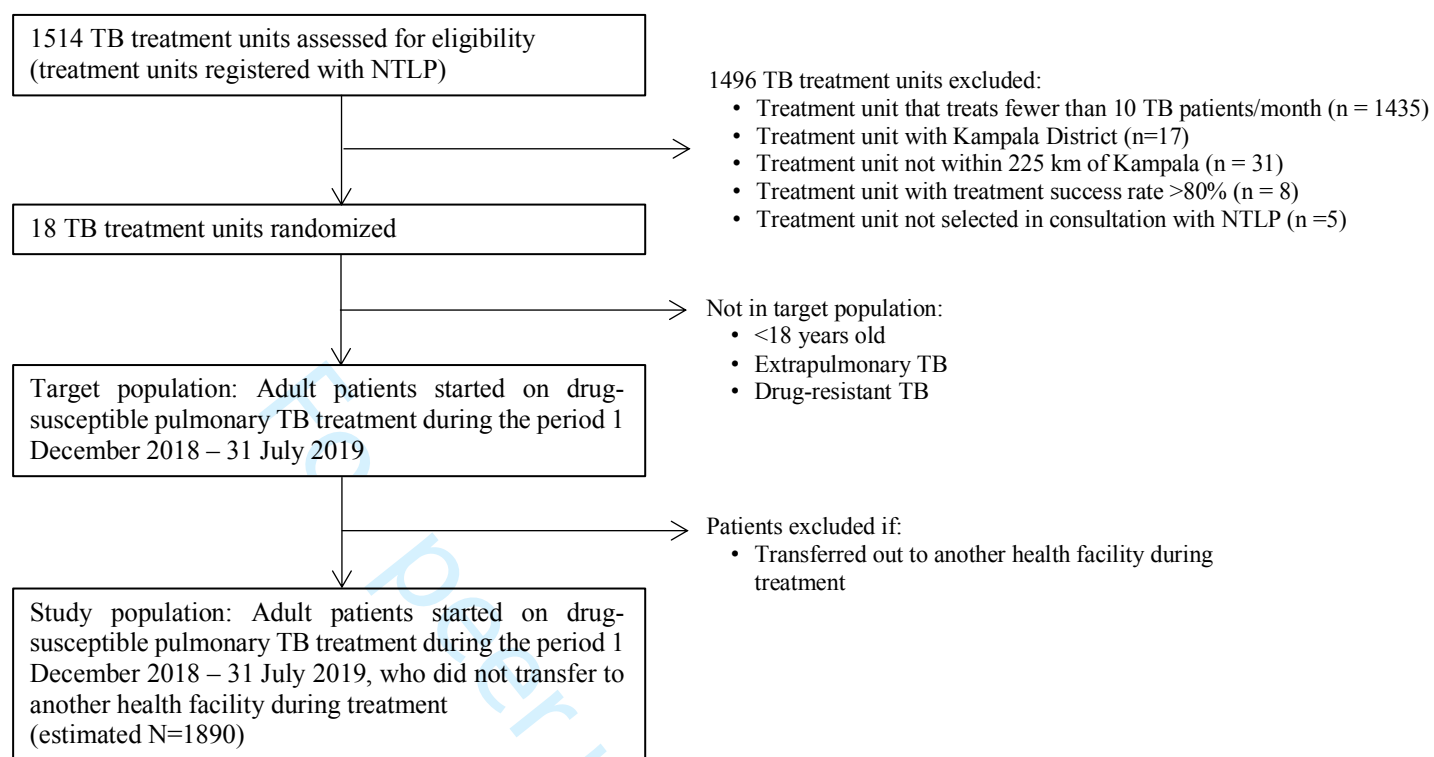 1514 TB treatment units assessed for eligibility
(treatment units registered with NTLP)
1496 TB treatment units excluded:
• Treatment unit that treats fewer than 10 TB patients/month (n = 1435)
• Treatment unit with Kampala District (n=17)
• Treatment unit not within 225 km of Kampala (n = 31)
• Treatment unit with treatment success rate >80% (n = 8)
• Treatment unit not selected in consultation with NTLP (n =5)
18 TB treatment units randomized
Not in target population:
• <18 years old
• Extrapulmonary TB
• Drug-resistant TB
Target population: Adult patients started on drug-
susceptible pulmonary TB treatment during the period 1
December 2018 – 31 July 2019
Patients excluded if:
• Transferred out to another health facility during
treatment
Study population: Adult patients started on drug-
susceptible pulmonary TB treatment during the period 1
December 2018 – 31 July 2019, who did not transfer to
another health facility during treatment
(estimated N=1890)
Fo
peer